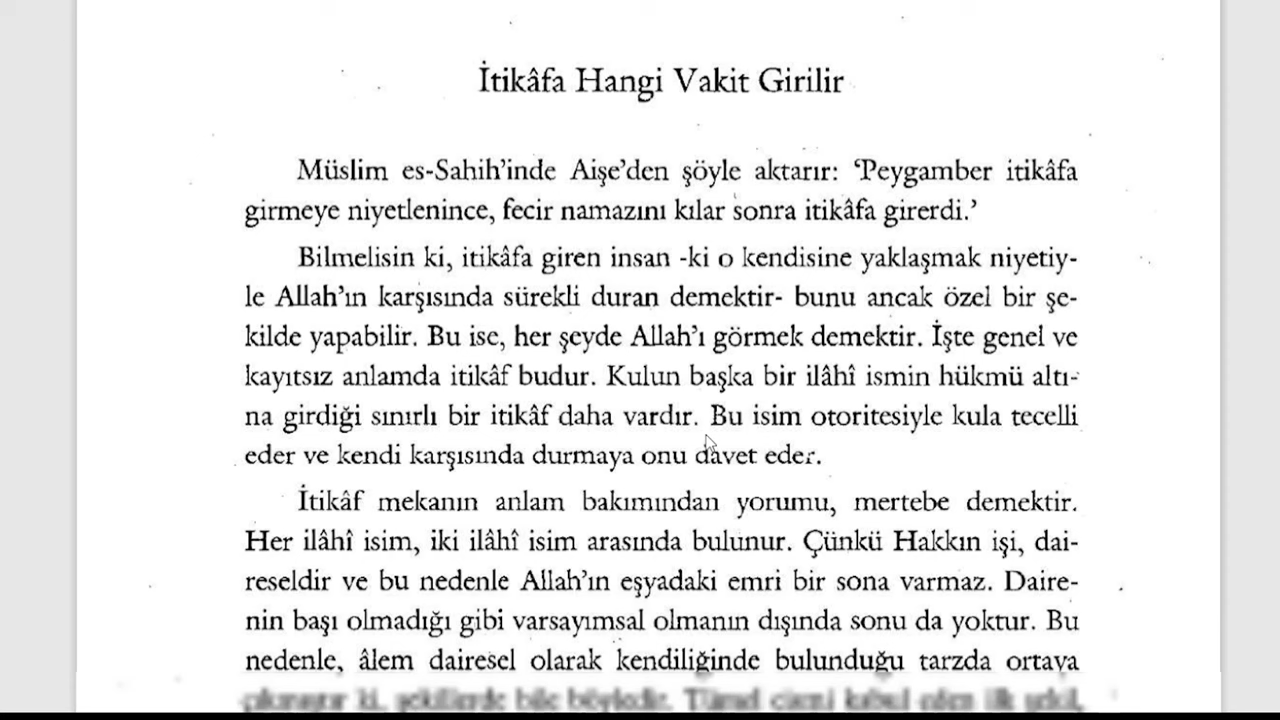 İtikâfa Hangi Vakit Girilir
Müslim es-Sahih’inde Aişe’den şöyle aktarır: ‘Peygamber itikâfa
girmeye niyetlenince, fecir namazını kılar sonra itikâfa girerdi.’
Bilmelisin ki, itikâfa giren insan -ki o kendisine yaklaşmak niyetiy-
le Allah’ın karşısında sürekli duran demektir- bunu ancak özel bir şe-
kilde yapabilir. Bu ise, her şeyde Allah’ı görmek demektir. İşte genel ve
kayıtsız anlamda itikâf budur. Kulun başka bir ilâhî ismin hükmü altı-
na girdiği sınırlı bir itikâf daha vardır. Bu isim otoritesiyle kula tecelli
eder ve kendi karşısında durmaya onu davet eder.
İtikâf mekanın anlam bakımından yorumu, mertebe demektir.
Her ilâhî isim, iki ilâhî isim arasında bulunur. Çünkü Hakkın işi, dai-
reseldir ve bu nedenle Allah’ın eşyadaki emri bir sona varmaz. Daire-
nin başı olmadığı gibi varsayımsal olmanın dışında sonu da yoktur. Bu
nedenle, âlem dairesel olarak kendiliğinde bulunduğu tarzda ortaya